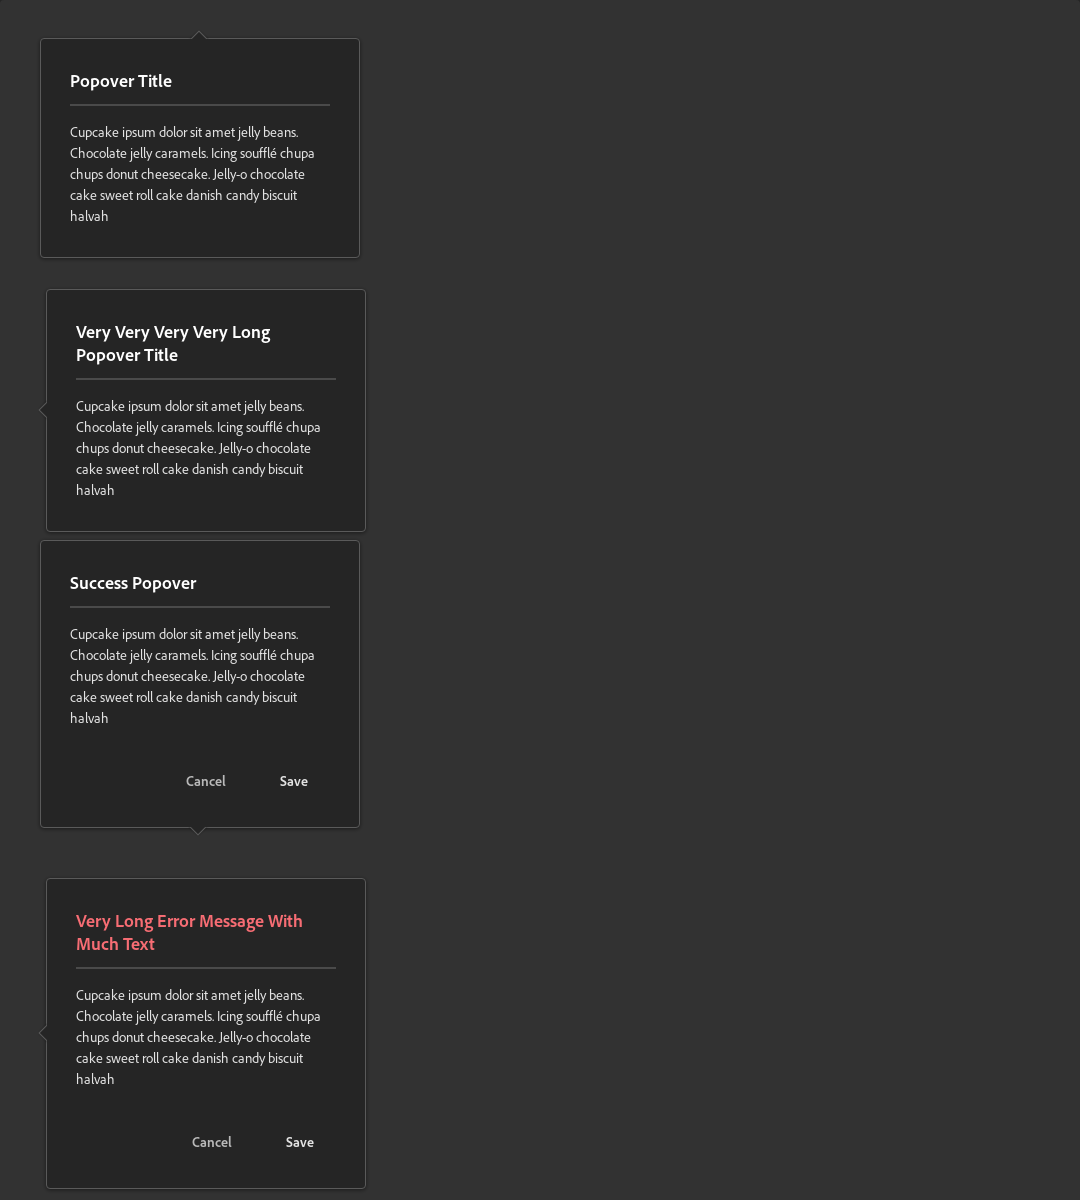 Popover Title
Cupcake ipsum dolor sit amet jelly beans.
Chocolate jelly caramels. Icing soufflé chupa
chups donut cheesecake. Jelly-o chocolate
cake sweet roll cake danish candy biscuit
halvah
Very Very Very Very Long
Popover Title
Cupcake ipsum dolor sit amet jelly beans.
Chocolate jelly caramels. Icing soufflé chupa
chups donut cheesecake. Jelly-o chocolate
cake sweet roll cake danish candy biscuit
halvah
Success Popover
Cupcake ipsum dolor sit amet jelly beans.
Chocolate jelly caramels. Icing soufflé chupa
chups donut cheesecake. Jelly-o chocolate
cake sweet roll cake danish candy biscuit
halvah
Cancel Save
Very Long Error Message With
Much Text
Cupcake ipsum dolor sit amet jelly beans.
Chocolate jelly caramels. Icing soufflé chupa
chups donut cheesecake. Jelly-o chocolate
cake sweet roll cake danish candy biscuit
halvah
Cancel Save